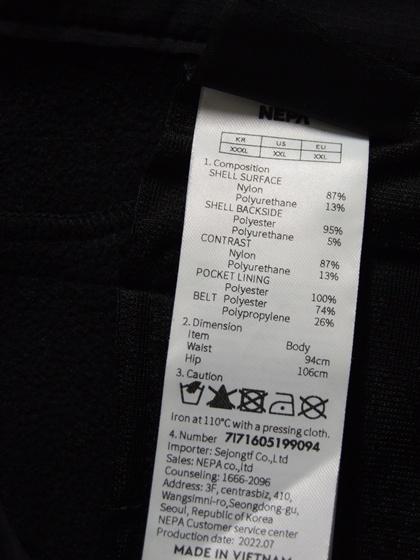 NEPA
KR US EU
XXXL XXL XXL
1. Composition
SHELL SURFACE
Nylon 87%
Polyurethane 13%
SHELL BACKSIDE
Polyester 95%
Polyurethane 5%
CONTRAST
Nylon 87%
Polyurethane 13%
POCKET LINING
Polyester 100%
BELT Polyester 74%
Polypropylene 26%
2. Dimension
Item Body
Waist 94cm
Hip 106cm
3. Caution
Iron at 110°C with a pressing cloth.
4. Number 7171605199094
Importer: Sejongtf Co.,Ltd
Sales: NEPA co.,ltd
Counseling: 1666-2096
Address: 3F, centrasbiz, 410,
Wangsimni-ro, Seongdong-gu,
Seoul, Republic of Korea
NEPA Customer service center
Production date: 2022.07
MADE IN VIETNAM